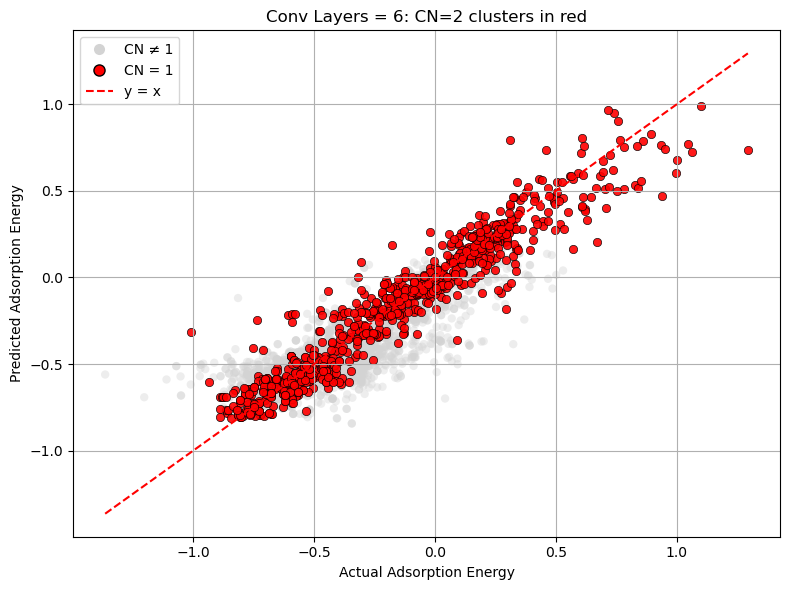 Conv Layers = 6: CN=2 clusters in red
CN ≠ 1
CN = 1
y = x
Predicted Adsorption Energy
1.0
0.5
0.0
−0.5
−1.0
−1.0 −0.5 0.0 0.5 1.0
Actual Adsorption Energy